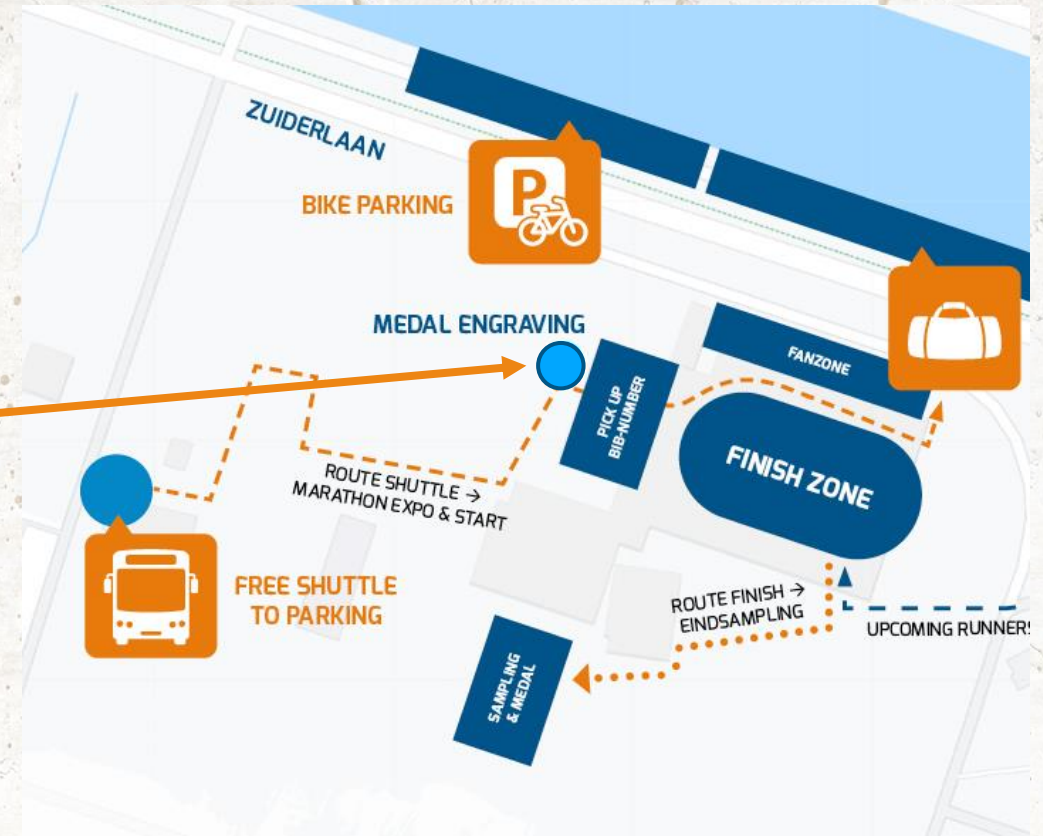 ZUIDERLAAN
BIKE PARKING
P
MEDAL ENGRAVING
FANZONE
PICK UP
BIB-NUMBER
FINISH ZONE
ROUTE SHUTTLE →
MARATHON EXPO & START
FREE SHUTTLE
TO PARKING
ROUTE FINISH →
EINDSAMPLING
UPCOMING RUNNERS
SAMPLING
& MEDAL